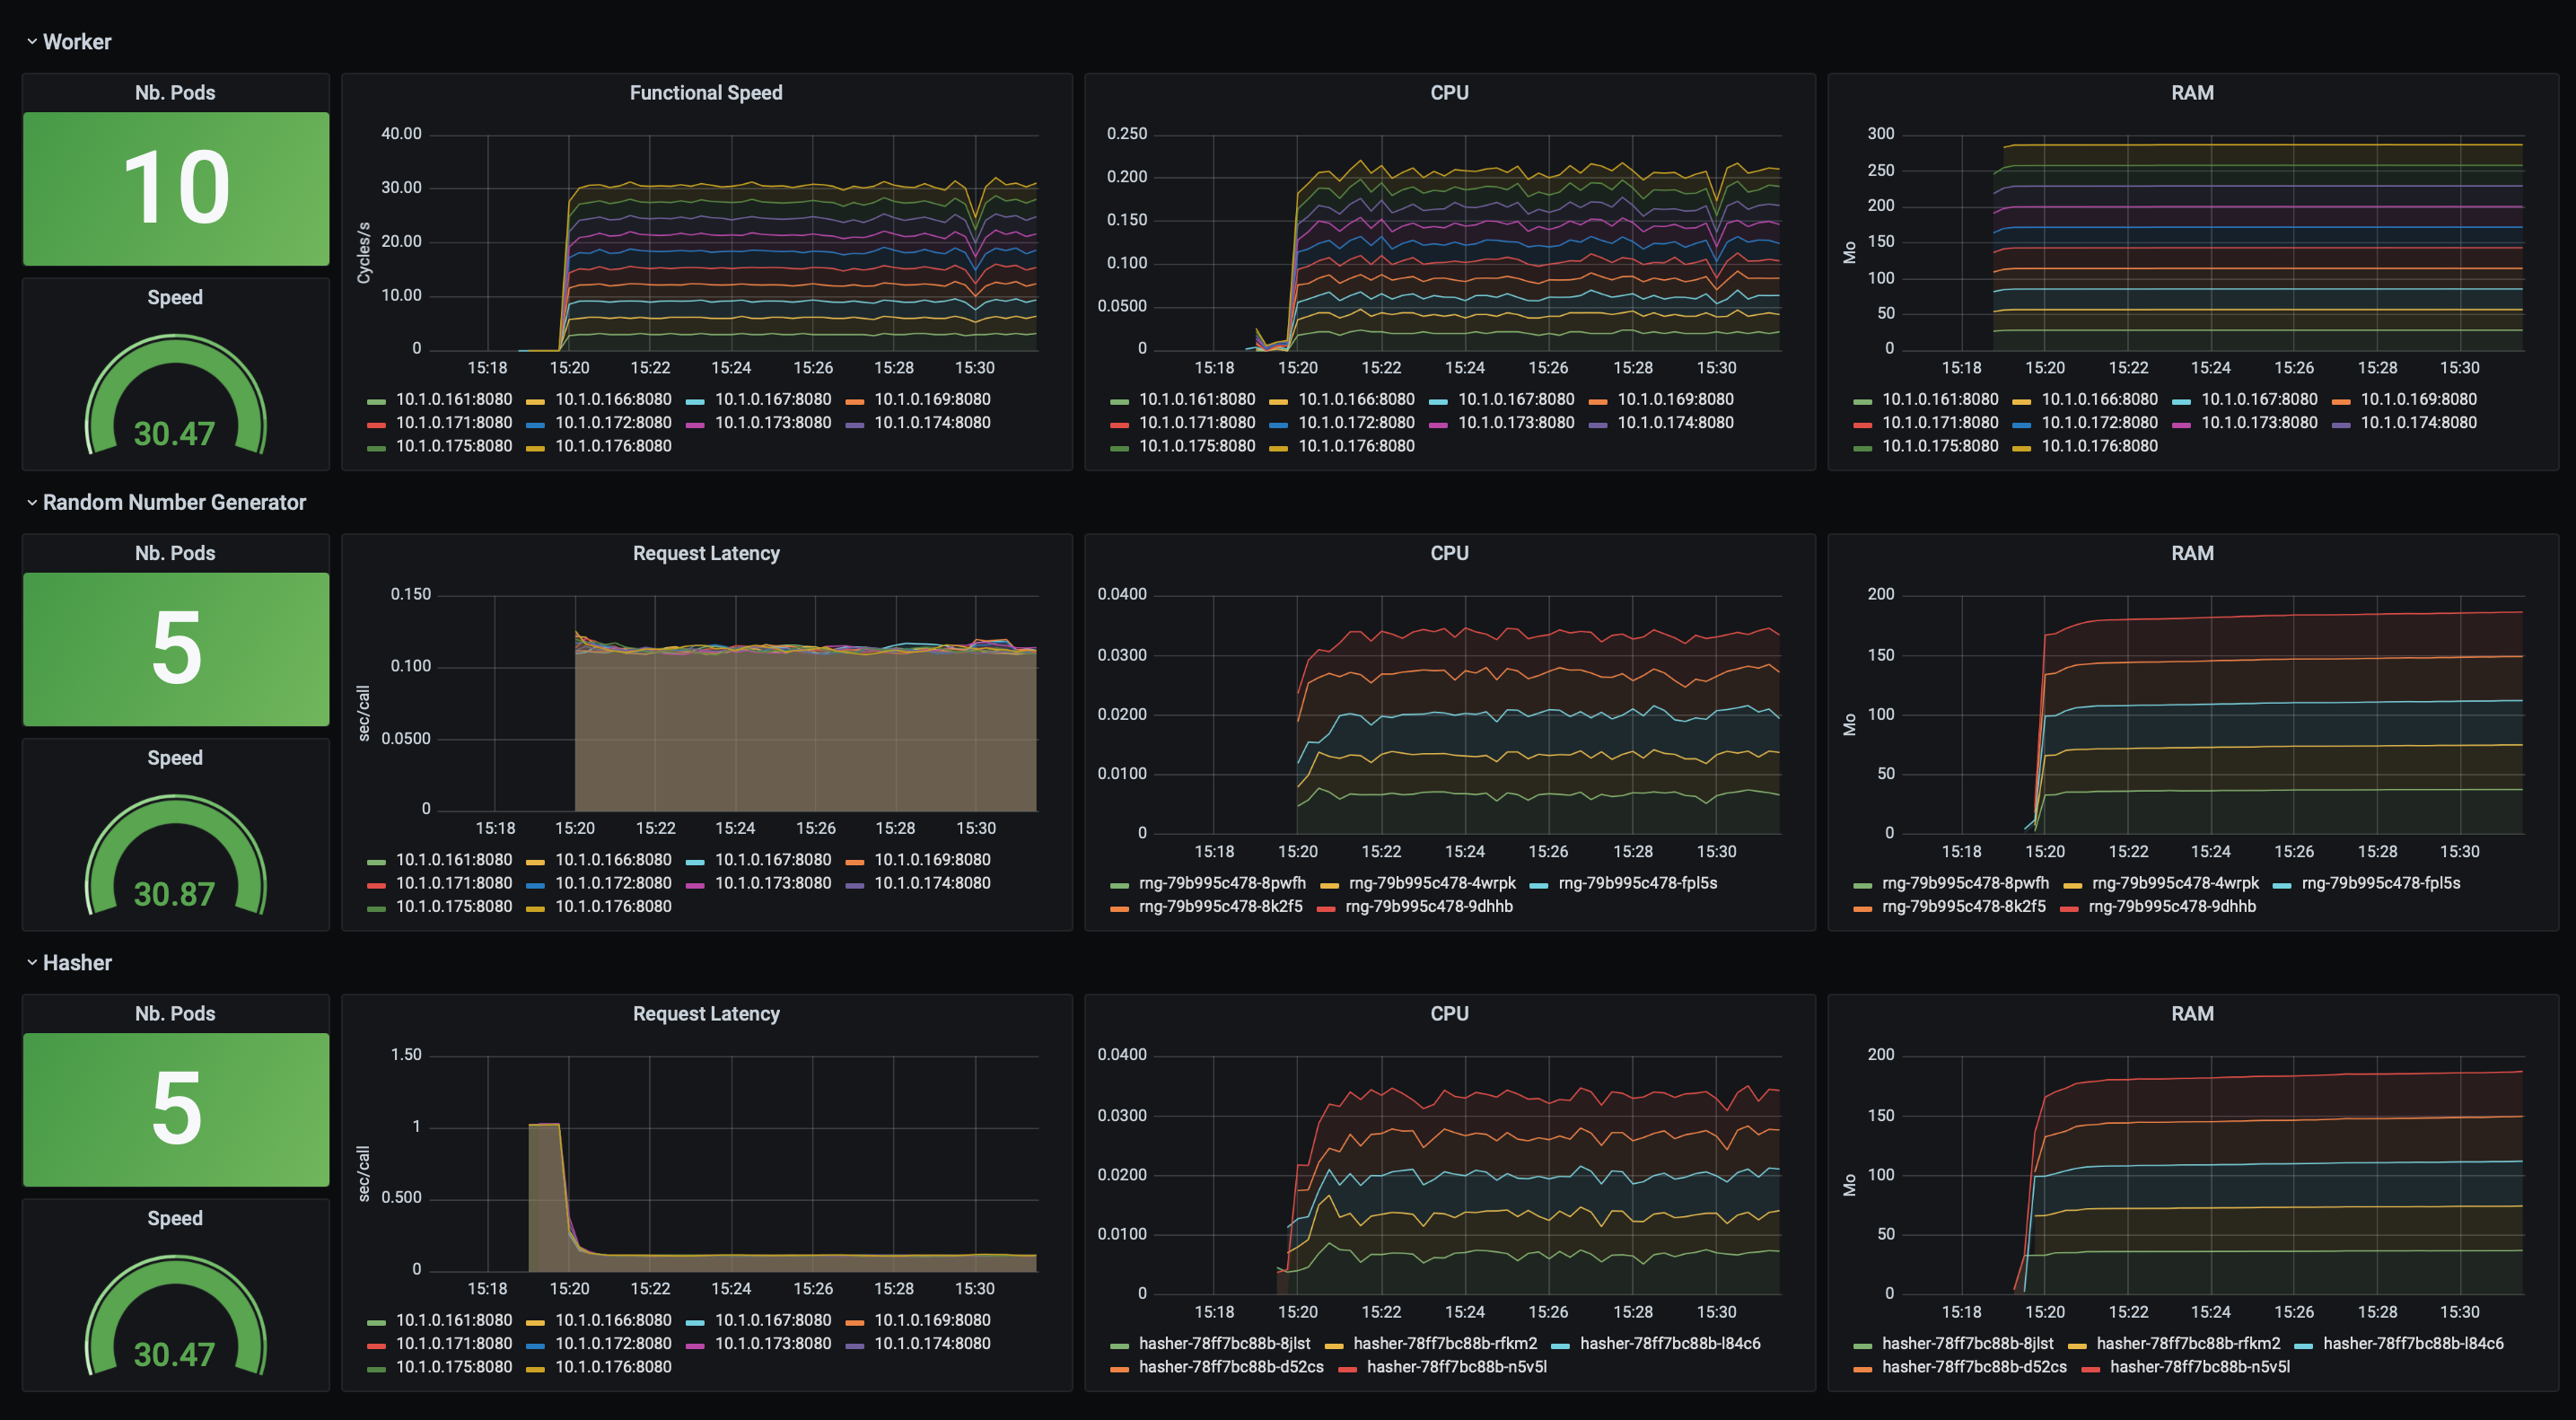 Worker
Nb. Pods
10
Speed
30.47
Functional Speed
Cycles/s
40.00
30.00
20.00
10.00
0
15:18 15:20 15:22 15:24 15:26 15:28 15:30
10.1.0.161:8080 10.1.0.166:8080 10.1.0.167:8080 10.1.0.169:8080
10.1.0.171:8080 10.1.0.172:8080 10.1.0.173:8080 10.1.0.174:8080
10.1.0.175:8080 10.1.0.176:8080
CPU
0.250
0.200
0.150
0.100
0.0500
0
15:18 15:20 15:22 15:24 15:26 15:28 15:30
10.1.0.161:8080 10.1.0.166:8080 10.1.0.167:8080 10.1.0.169:8080
10.1.0.171:8080 10.1.0.172:8080 10.1.0.173:8080 10.1.0.174:8080
10.1.0.175:8080 10.1.0.176:8080
RAM
Mo
300
250
200
150
100
50
0
15:18 15:20 15:22 15:24 15:26 15:28 15:30
10.1.0.161:8080 10.1.0.166:8080 10.1.0.167:8080 10.1.0.169:8080
10.1.0.171:8080 10.1.0.172:8080 10.1.0.173:8080 10.1.0.174:8080
10.1.0.175:8080 10.1.0.176:8080
Random Number Generator
Nb. Pods
5
Speed
30.87
Request Latency
sec/call
0.150
0.100
0.0500
0
15:18 15:20 15:22 15:24 15:26 15:28 15:30
10.1.0.161:8080 10.1.0.166:8080 10.1.0.167:8080 10.1.0.169:8080
10.1.0.171:8080 10.1.0.172:8080 10.1.0.173:8080 10.1.0.174:8080
10.1.0.175:8080 10.1.0.176:8080
CPU
0.0400
0.0300
0.0200
0.0100
0
15:18 15:20 15:22 15:24 15:26 15:28 15:30
rng-79b995c478-8pwfh rng-79b995c478-4wrpk rng-79b995c478-fpl5s
rng-79b995c478-8k2f5 rng-79b995c478-9dhhb
RAM
Mo
200
150
100
50
0
15:18 15:20 15:22 15:24 15:26 15:28 15:30
rng-79b995c478-8pwfh rng-79b995c478-4wrpk rng-79b995c478-fpl5s
rng-79b995c478-8k2f5 rng-79b995c478-9dhhb
Hasher
Nb. Pods
5
Speed
30.47
Request Latency
sec/call
1.50
1
0.500
0
15:18 15:20 15:22 15:24 15:26 15:28 15:30
10.1.0.161:8080 10.1.0.166:8080 10.1.0.167:8080 10.1.0.169:8080
10.1.0.171:8080 10.1.0.172:8080 10.1.0.173:8080 10.1.0.174:8080
10.1.0.175:8080 10.1.0.176:8080
CPU
0.0400
0.0300
0.0200
0.0100
0
15:18 15:20 15:22 15:24 15:26 15:28 15:30
hasher-78ff7bc88b-8jlst hasher-78ff7bc88b-rfkm2 hasher-78ff7bc88b-l84c6
hasher-78ff7bc88b-d52cs hasher-78ff7bc88b-n5v5l
RAM
Mo
200
150
100
50
0
15:18 15:20 15:22 15:24 15:26 15:28 15:30
hasher-78ff7bc88b-8jlst hasher-78ff7bc88b-rfkm2 hasher-78ff7bc88b-l84c6
hasher-78ff7bc88b-d52cs hasher-78ff7bc88b-n5v5l